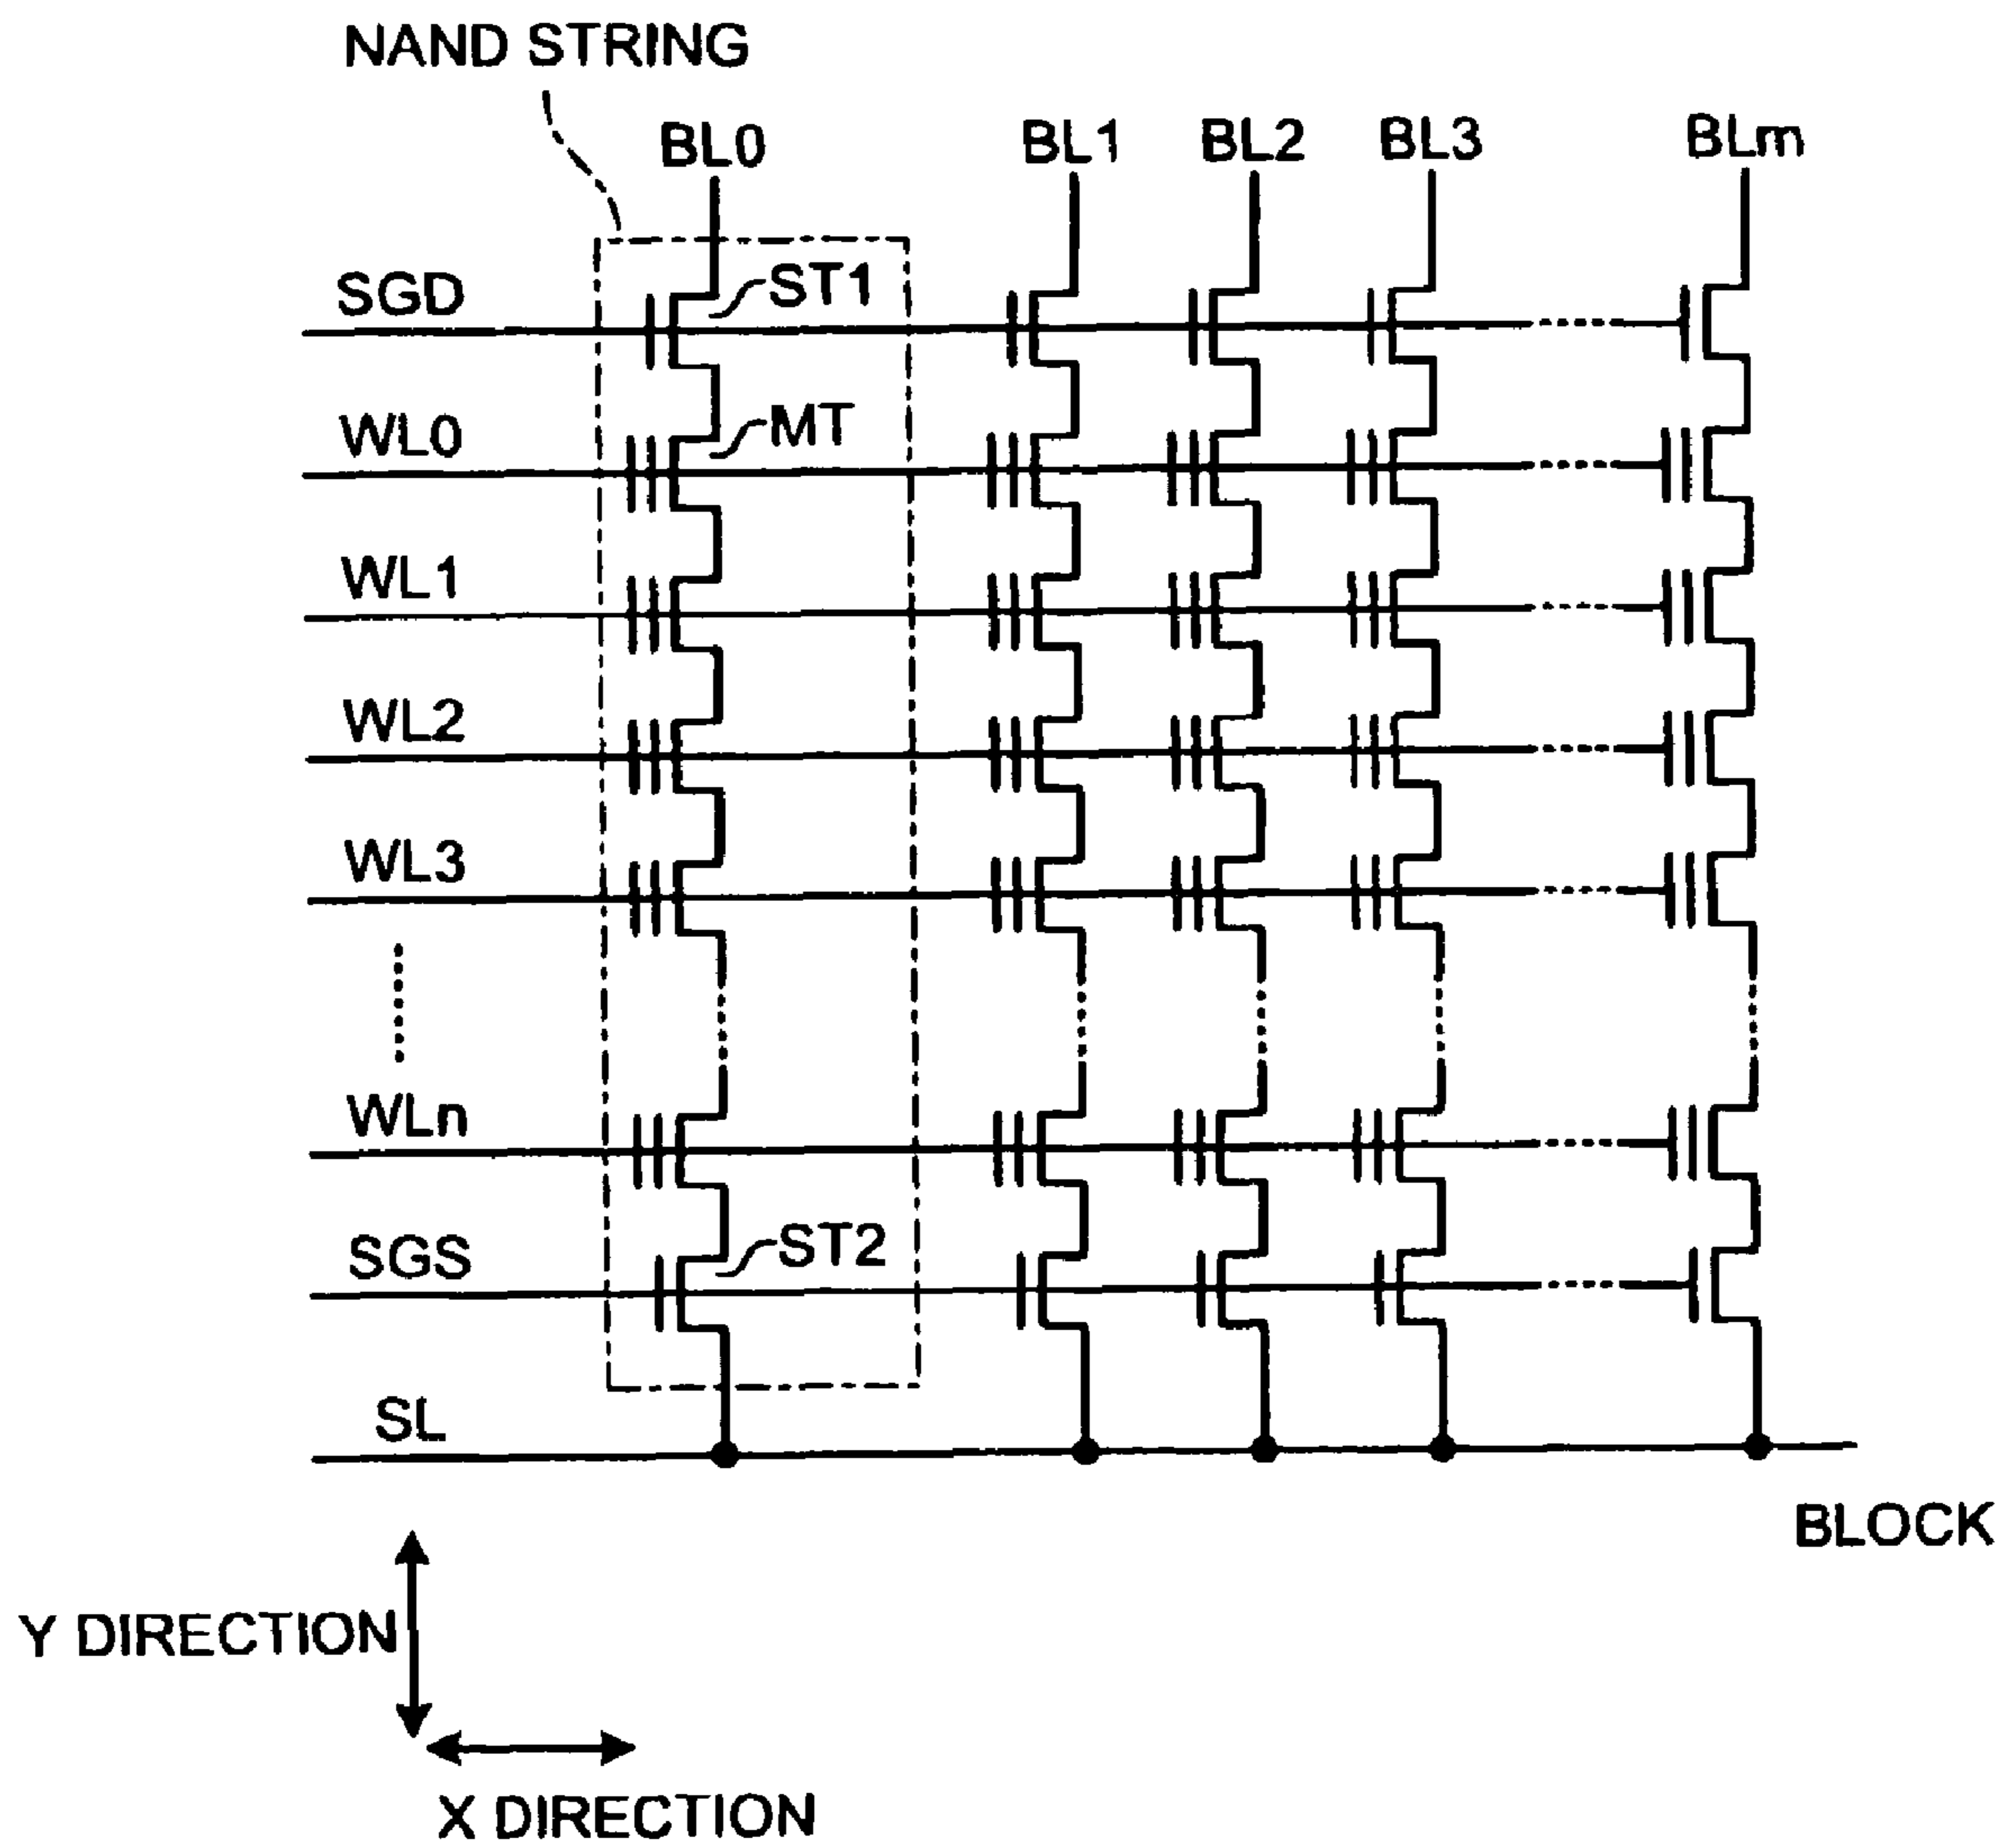 NAND STRING
BL0
BL1
BL2
BL3
BLm
SGD
ST1
WL0
MT
WL1
WL2
WL3
WLn
SGS
ST2
SL
BLOCK
Y DIRECTION
X DIRECTION